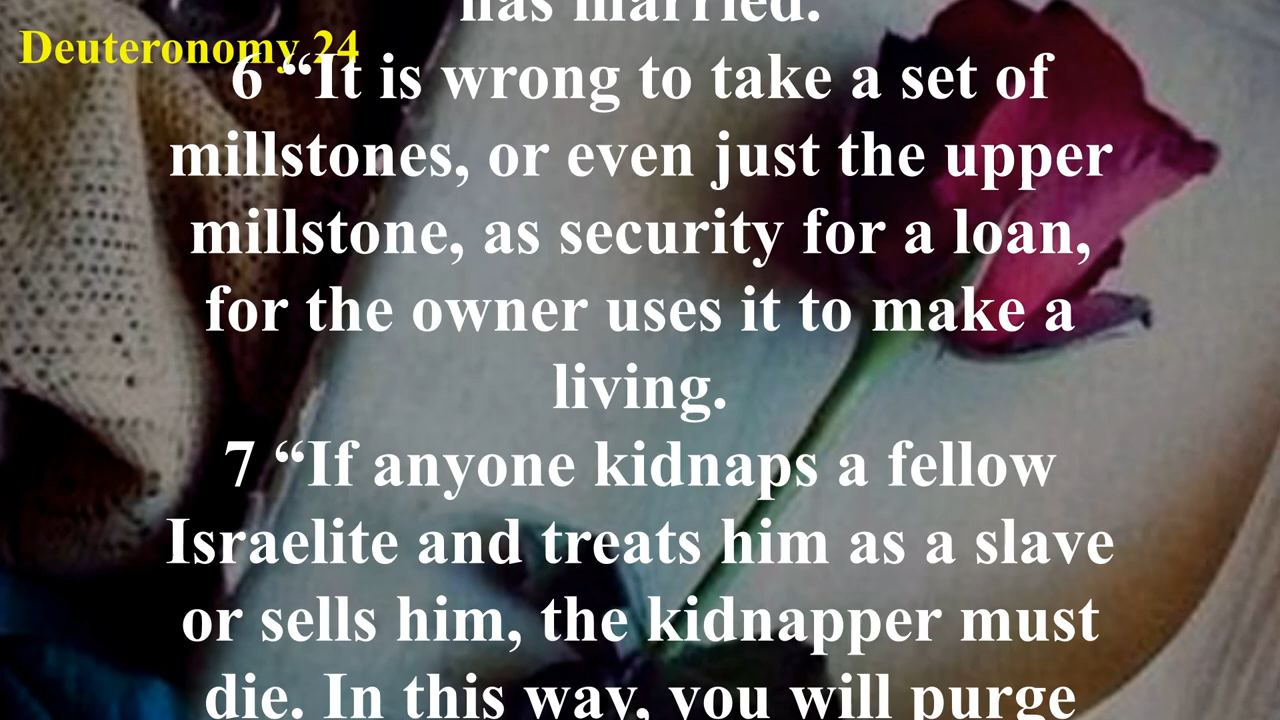 has married.
Deuteronomy 24
6 “It is wrong to take a set of
millstones, or even just the upper
millstone, as security for a loan,
for the owner uses it to make a
living.
7 “If anyone kidnaps a fellow
Israelite and treats him as a slave
or sells him, the kidnapper must
die. In this way, you will purge